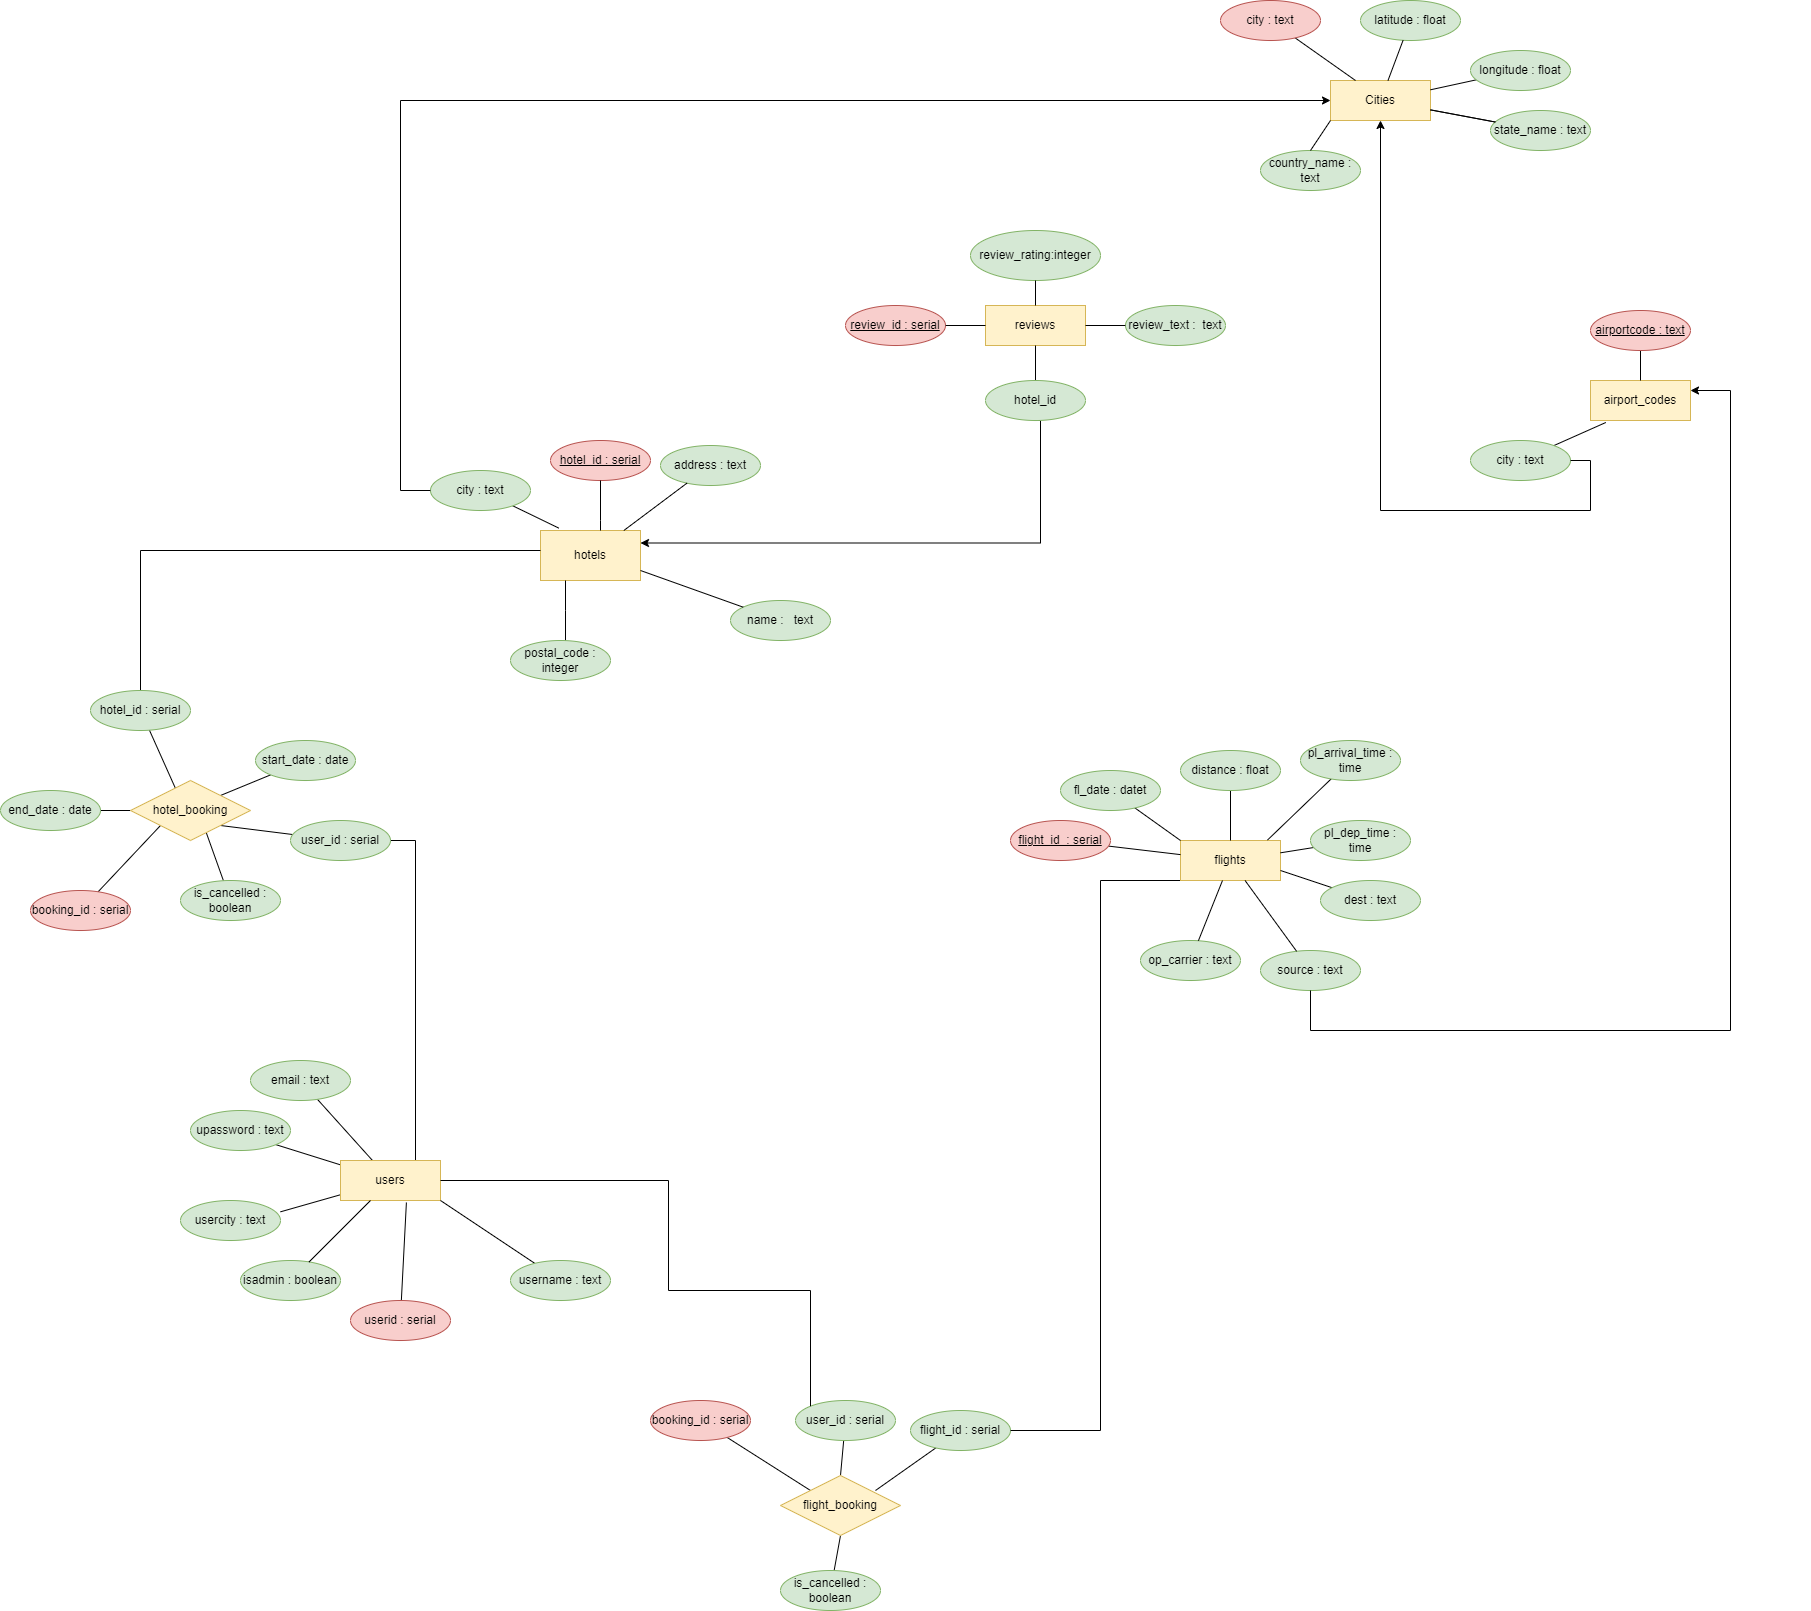 city : text
latitude : float
longitude : float
Cities
state_name : text
country_name :
text
review_rating:integer
review_id : serial
reviews
review_text :  text
airportcode : text
hotel_id
airport_codes
hotel_id : serial
address : text
city : text
city : text
hotels
name :   text
postal_code :
integer
hotel_id : serial
start_date : date
end_date : date
hotel_booking
user_id : serial
booking_id : serial
is_cancelled :
boolean
pl_arrival_time :
time
distance : float
fl_date : datet
flight_id  : serial
pl_dep_time :
time
flights
dest : text
op_carrier : text
source : text
email : text
upassword : text
users
usercity : text
isadmin : boolean
username : text
userid : serial
booking_id : serial
user_id : serial
flight_id : serial
flight_booking
is_cancelled :
boolean